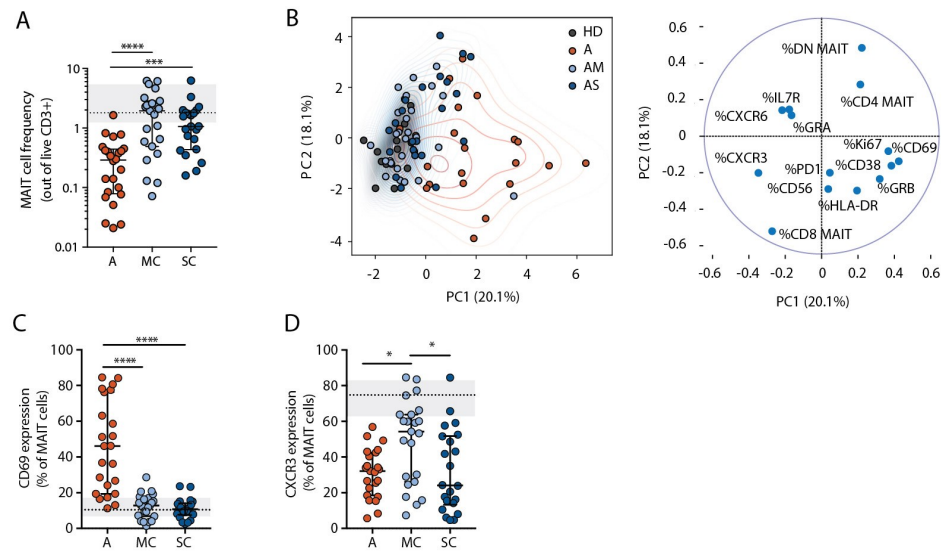 A
****
***
10
1
0.1
0.01
MAIT cell frequency
(out of live CD3+)
A
MC
SC
B
HD
A
AM
AS
4
2
0
-2
-4
P C2 (18.1%)
-2
0
2
4
6
PC1 (20.1%)
0.6
0.4
0.2
0
-0.2
-0.4
-0.6
PC2 (18.1%)
%DN MAIT
%CD4 MAIT
%IL7R
%CXCR6
%GRA
%Ki67
%CD69
%CXCR3
%PD1
%CD38
%CD56
%GRB
%HLA-DR
%CD8 MAIT
-0.6
-0.4
-0.2
0
0.2
0.4
0.6
PC1 (20.1%)
C
****
****
100
80
60
40
20
0
CD69 expression
(% of MAIT cells)
A
MC
SC
D
*
*
100
80
60
40
20
0
CXCR3 expression
(% of MAIT cells)
A
MC
SC